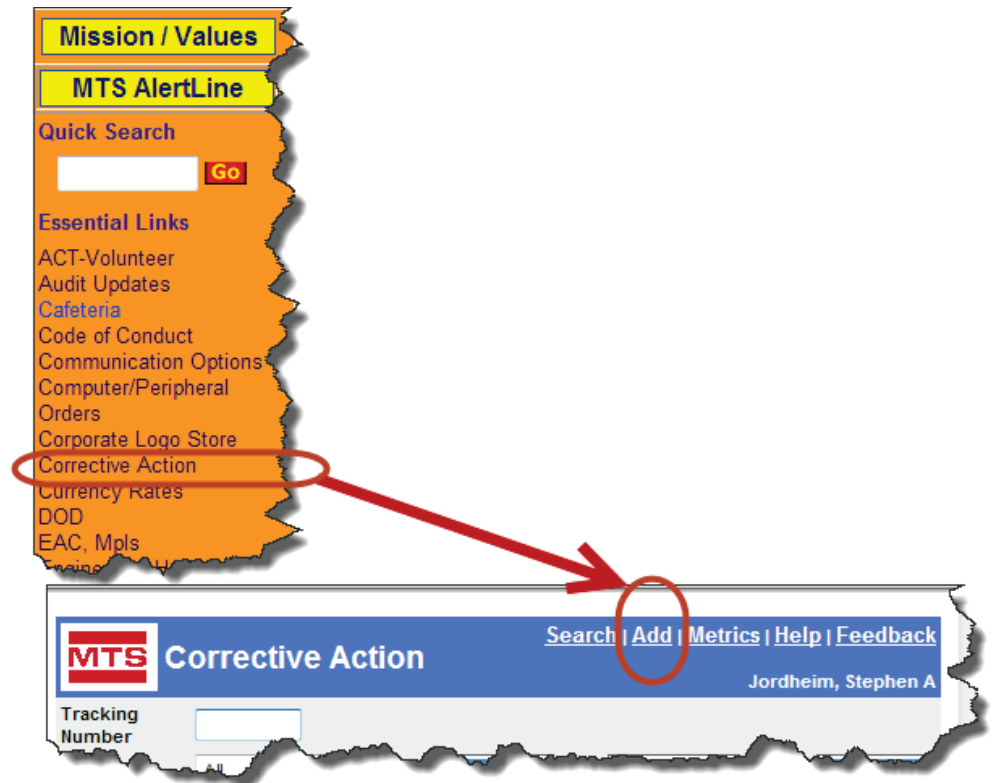 Mission / Values
MTS AlertLine
Quick Search
Go
Essential Links
ACT-Volunteer
Audit Updates
Cafeteria
Code of Conduct
Communication Options
Computer/Peripheral
Orders
Corporate Logo Store
Corrective Action
Currency Rates
DOD
EAC, Mpls
MTS
Corrective Action
Search | Add | Metrics | Help | Feedback
Jordheim, Stephen A
Tracking
Number
All